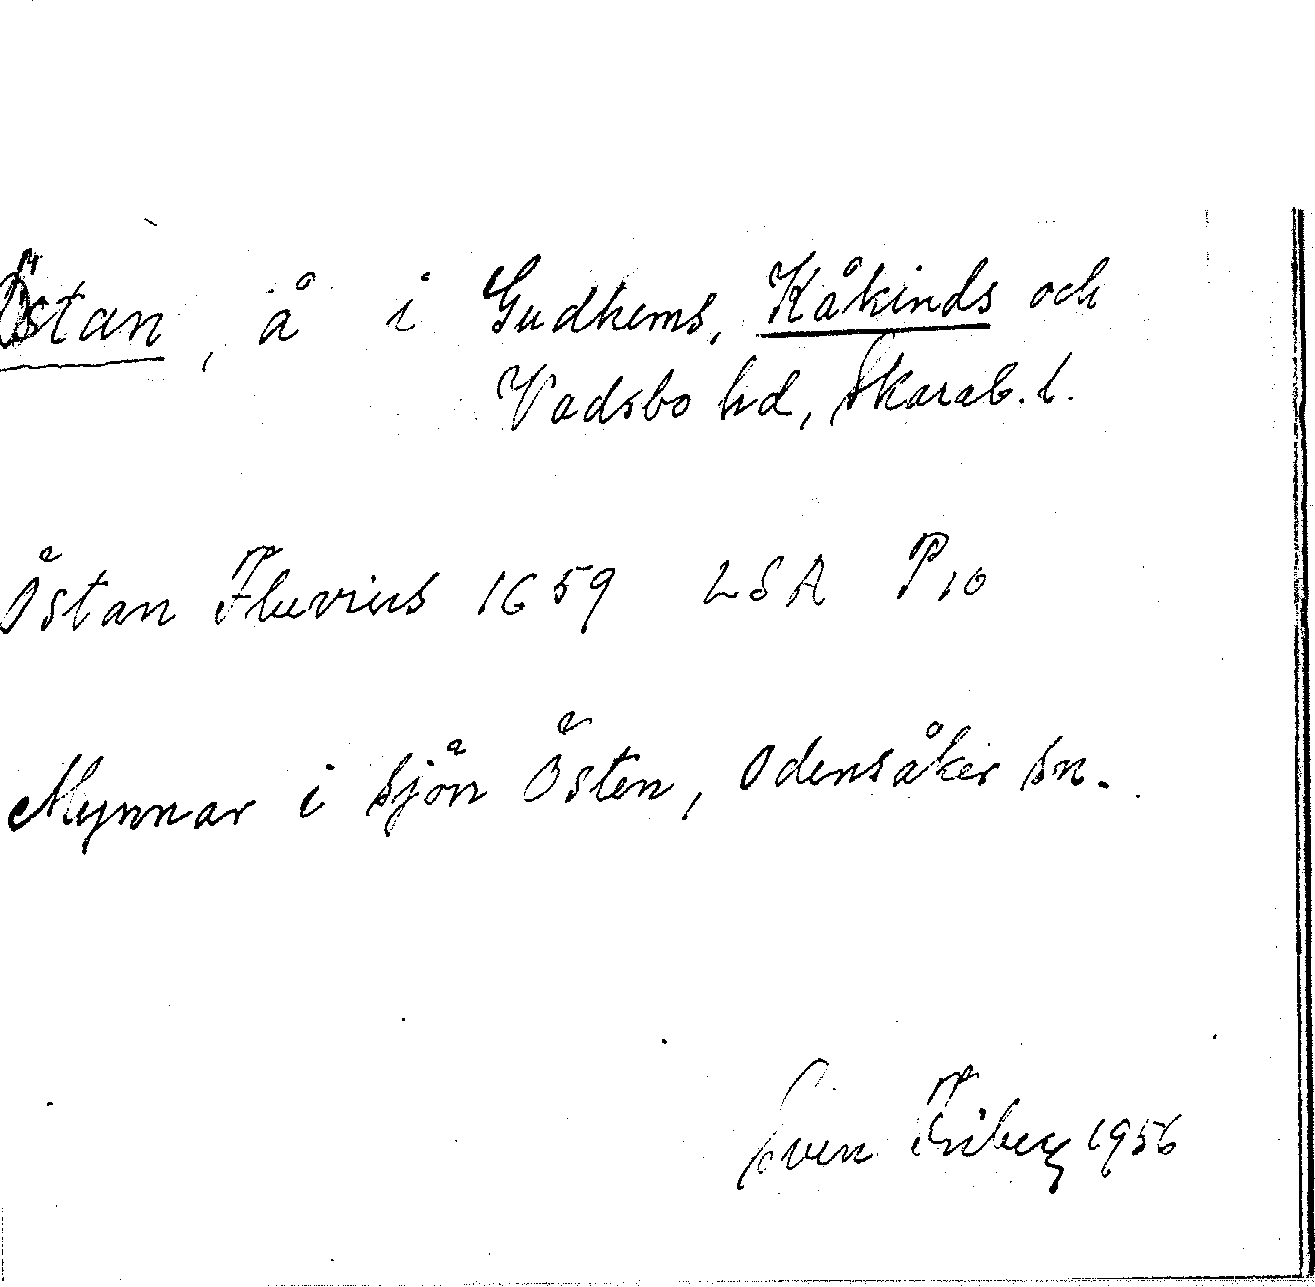 Östan, å i Gudhems, Kåkinds och
Vadsbo hd, Skarab. l.
Östan Fluvius 1659 LSA P10
Mynnar i sjön Östen, Odensåker sn.
Sven Friberg 1956